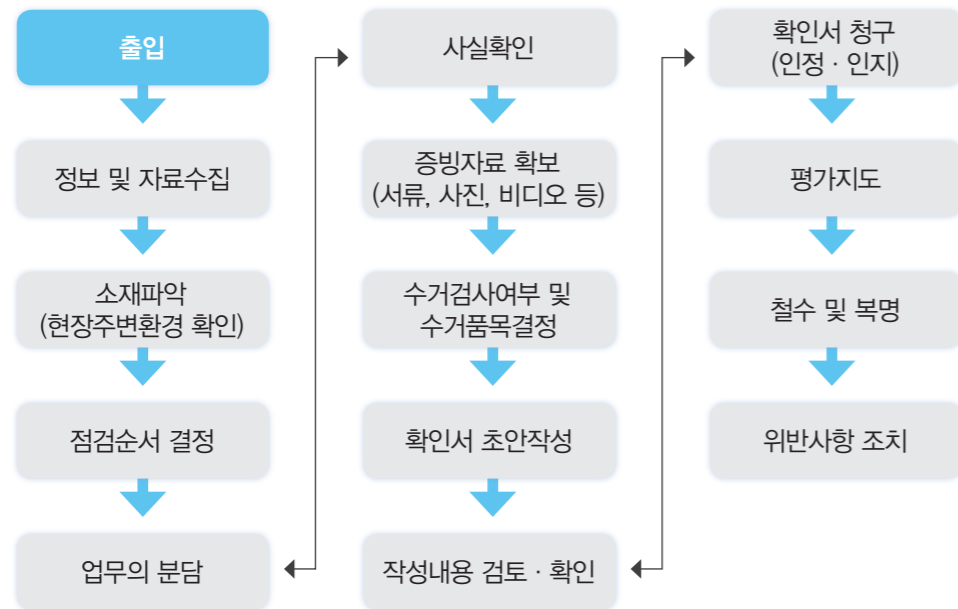 출입
정보 및 자료수집
소재파악
(현장주변환경 확인)
점검순서 결정
업무의 분담
사실확인
증빙자료 확보
(서류, 사진, 비디오 등)
수거검사여부 및
수거품목결정
확인서 초안작성
작성내용 검토 · 확인
확인서 청구
(인정 · 인지)
평가지도
철수 및 복명
위반사항 조치